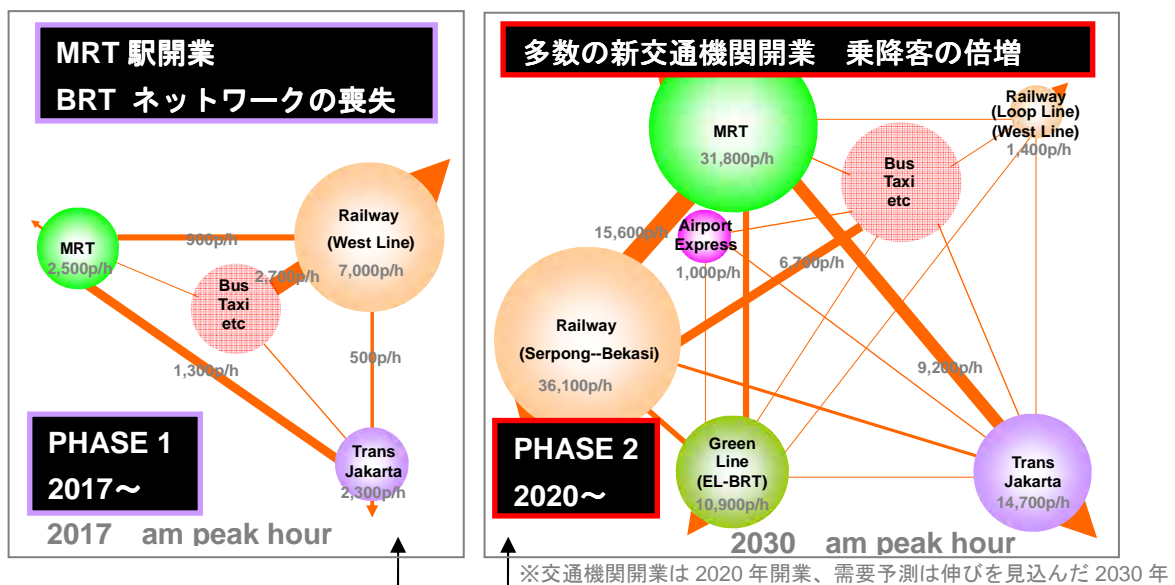 MRT 駅開業
BRT ネットワークの喪失
MRT
2,500p/h
900p/h
Railway
(West Line)
7,000p/h
2,700p/h
Bus
Taxi
etc
500p/h
1,300p/h
Trans
Jakarta
2,300p/h
PHASE 1
2017～
2017 am peak hour
多数の新交通機関開業 乗降客の倍増
MRT
31,800p/h
Railway
(Loop Line)
(West Line)
1,400p/h
Bus
Taxi
etc
15,600p/h
Airport
Express
1,000p/h
6,700p/h
Railway
(Serpong--Bekasi)
36,100p/h
9,200p/h
Green
Line
(EL-BRT)
10,900p/h
Trans
Jakarta
14,700p/h
PHASE 2
2020～
2030 am peak hour
※交通機関開業は 2020 年開業、需要予測は伸びを見込んだ 2030 年